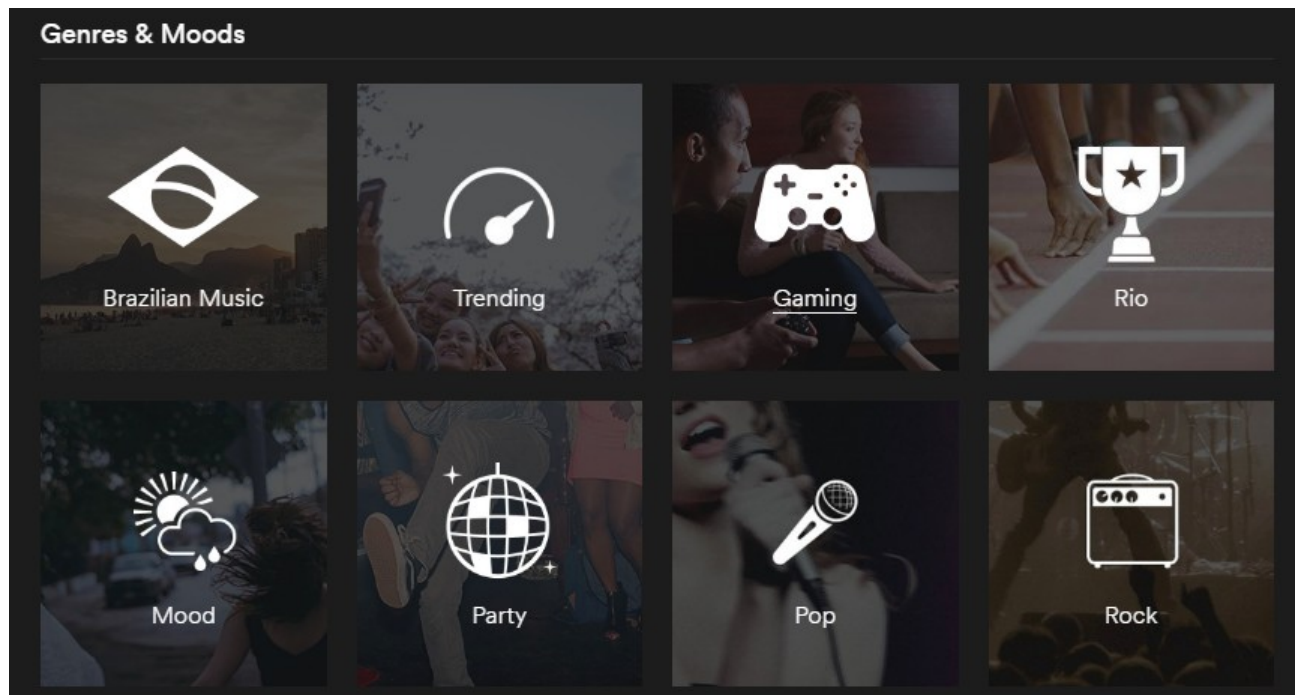 Genres & Moods
Brazilian Music
Trending
Gaming
Rio
Mood
Party
Pop
Rock